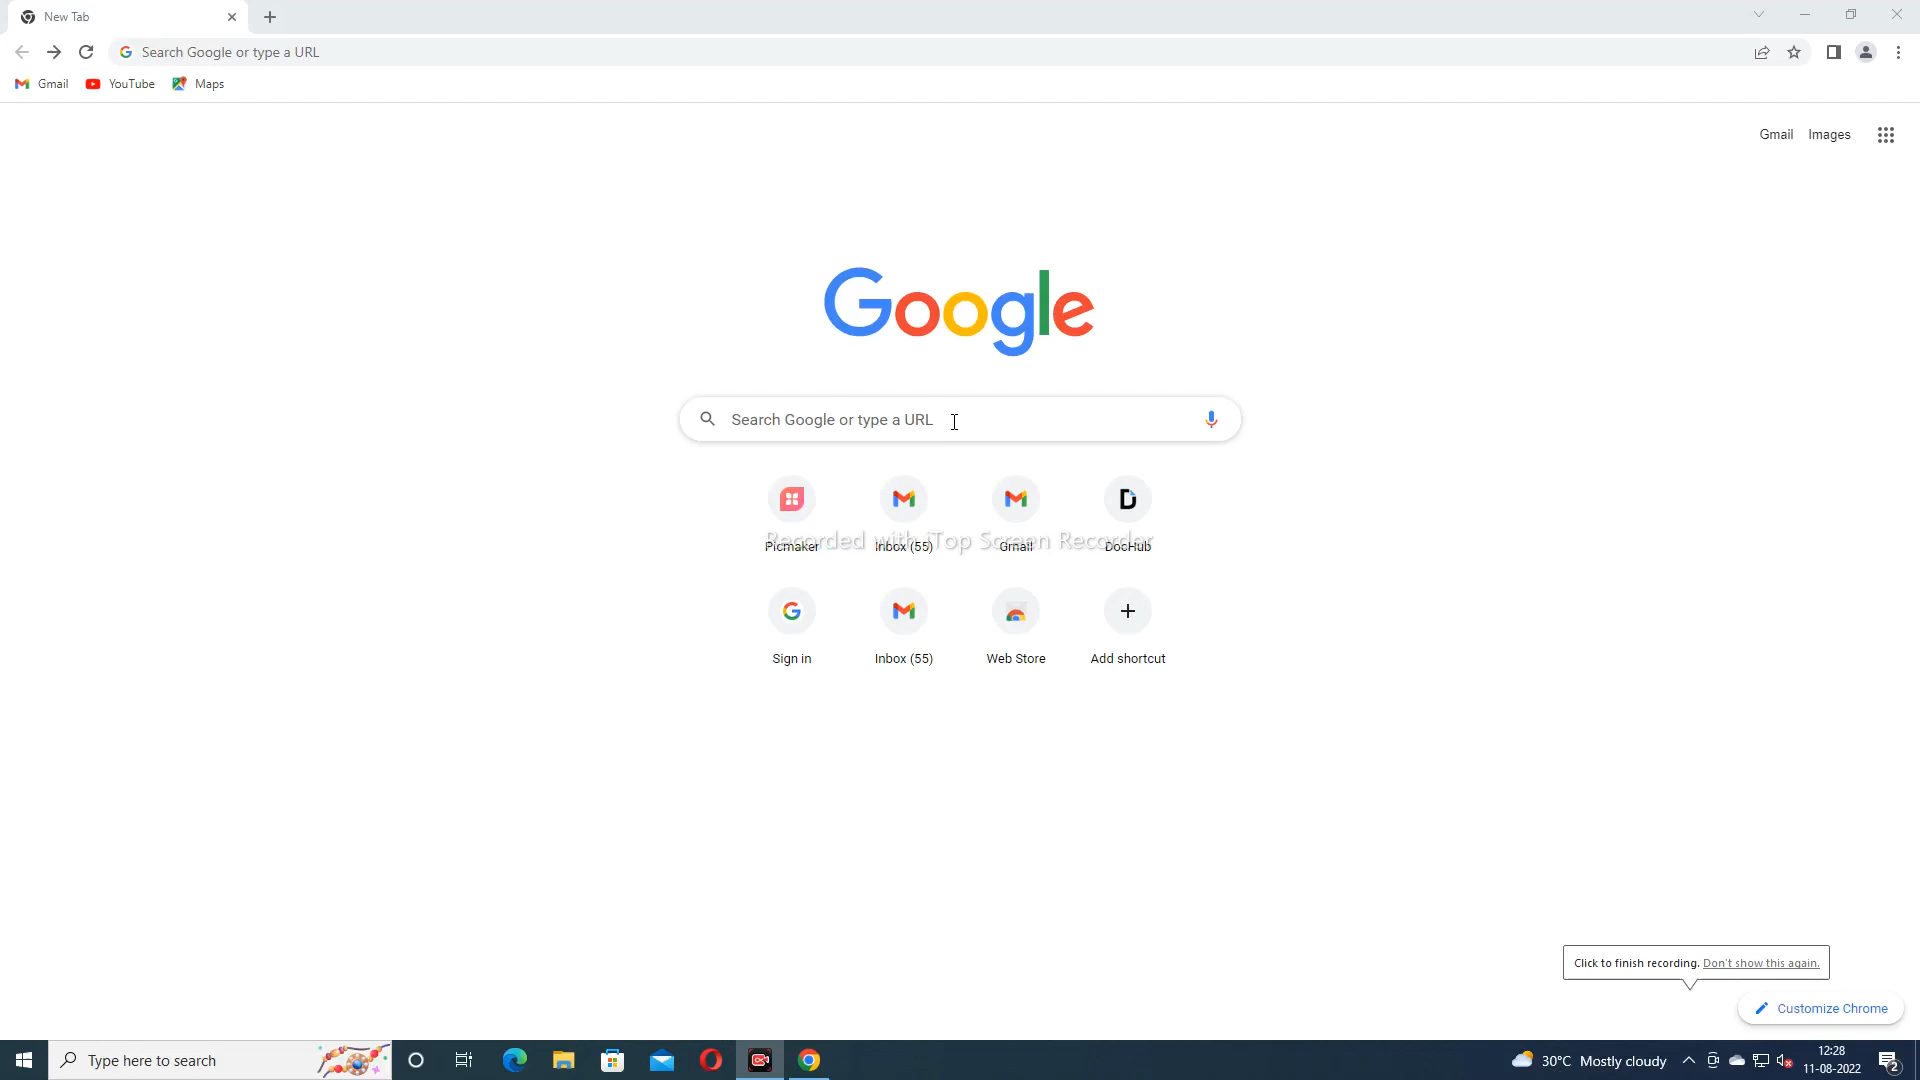 New Tab
Search Google or type a URL
Gmail YouTube Maps
Gmail Images
Google
Search Google or type a URL
Recorded with iTop Screen Recorder
Picmaker Inbox (55) Gmail DocHub
Sign in Inbox (55) Web Store Add shortcut
Click to finish recording. Don't show this again.
Customize Chrome
Type here to search
30°C Mostly cloudy
12:28
11-08-2022
2